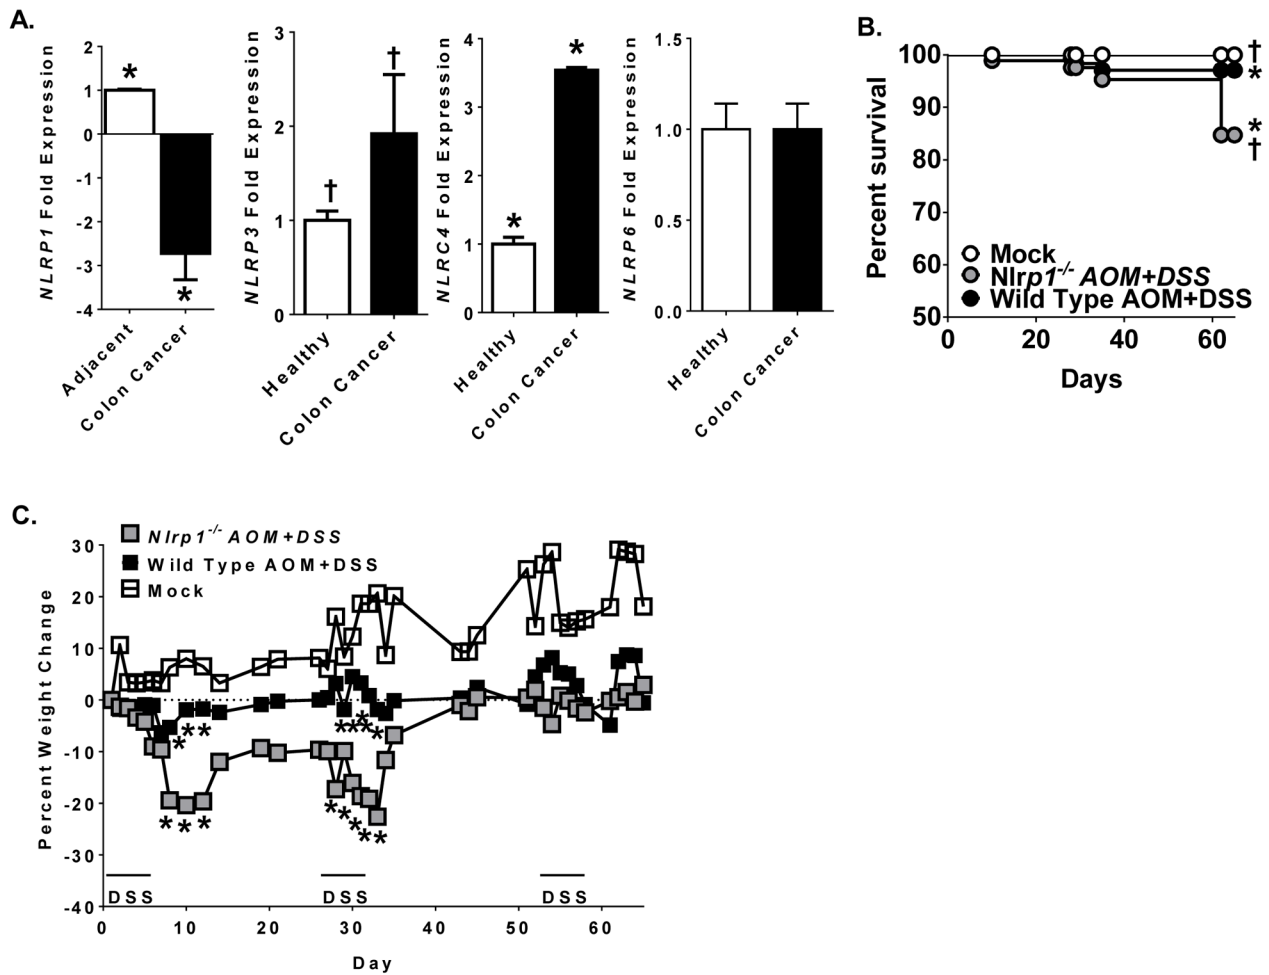 A.
NLRP1 Fold Expression
2
1
0
-1
-2
-3
-4
*
*
Adjacent
Colon Cancer
NLRP3 Fold Expression
3
2
1
0
†
†
Healthy
Colon Cancer
NLRC4 Fold Expression
4
3
2
1
0
*
*
Healthy
Colon Cancer
NLRP6 Fold Expression
1.5
1.0
0.5
0.0
Healthy
Colon Cancer
B.
Percent survival
100
90
80
70
60
50
†
*
*
†
Mock
Nlrp1-/- AOM+DSS
Wild Type AOM+DSS
0 20 40 60
Days
C.
Nlrp1-/- AOM+DSS
Wild Type AOM+DSS
Mock
Percent Weight Change
30
20
10
0
-10
-20
-30
-40
* * *
* * * * *
* * *
* * * * *
DSS DSS DSS
0 10 20 30 40 50 60
Day